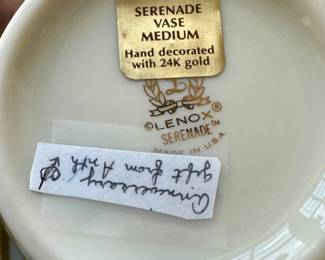 SERENADE
VASE
MEDIUM
Hand decorated
with 24K gold
L
©LENOX®
SERENADE™
MADE IN U.S.A.
Anniversary
gift from